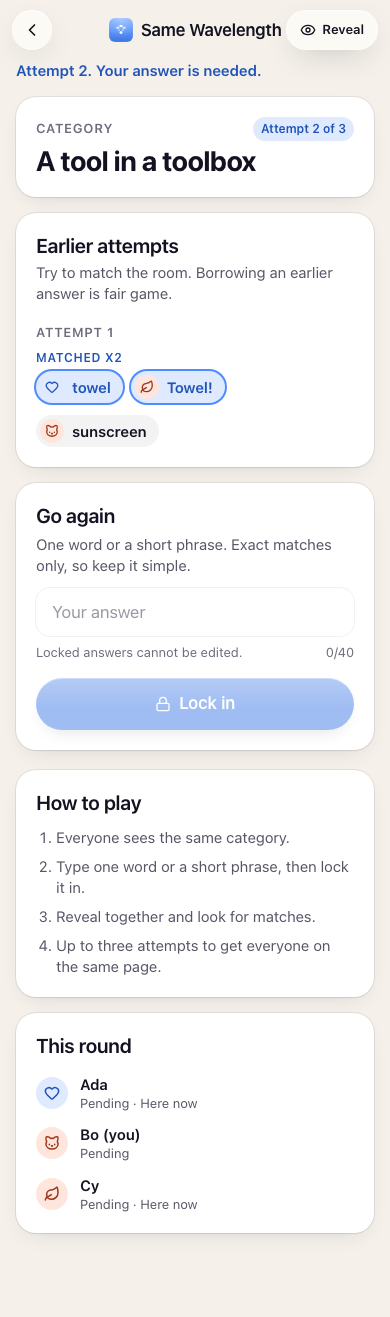 Same Wavelength
Reveal
Attempt 2. Your answer is needed.
CATEGORY
Attempt 2 of 3
A tool in a toolbox
Earlier attempts
Try to match the room. Borrowing an earlier
answer is fair game.
ATTEMPT 1
MATCHED X2
towel
Towel!
sunscreen
Go again
One word or a short phrase. Exact matches
only, so keep it simple.
Your answer
Locked answers cannot be edited.
0/40
Lock in
How to play
1. Everyone sees the same category.
2. Type one word or a short phrase, then lock
it in.
3. Reveal together and look for matches.
4. Up to three attempts to get everyone on
the same page.
This round
Ada
Pending · Here now
Bo (you)
Pending
Cy
Pending · Here now